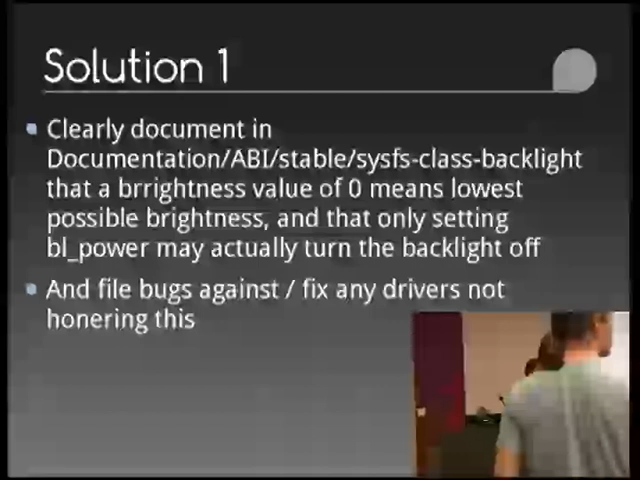 Solution 1
Clearly document in
Documentation/ABI/stable/sysfs-class-backlight
that a brrightness value of 0 means lowest
possible brightness, and that only setting
bl_power may actually turn the backlight off
And file bugs against / fix any drivers not
honering this